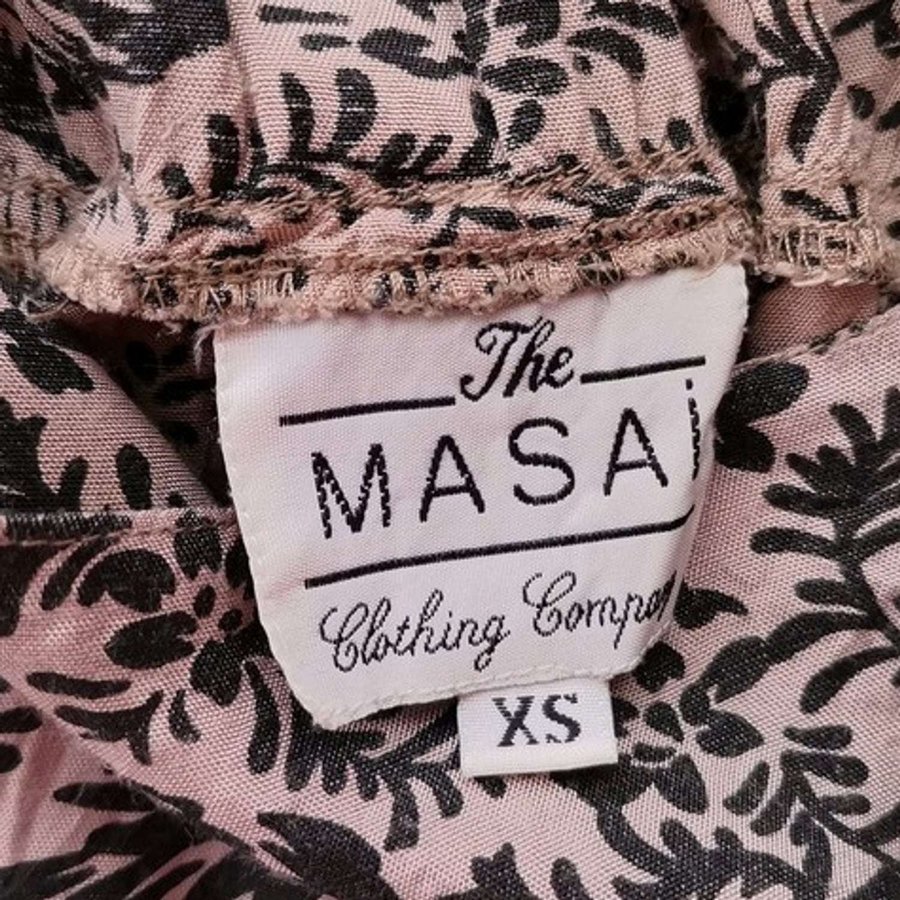 The
MASAi
Clothing Company
XS